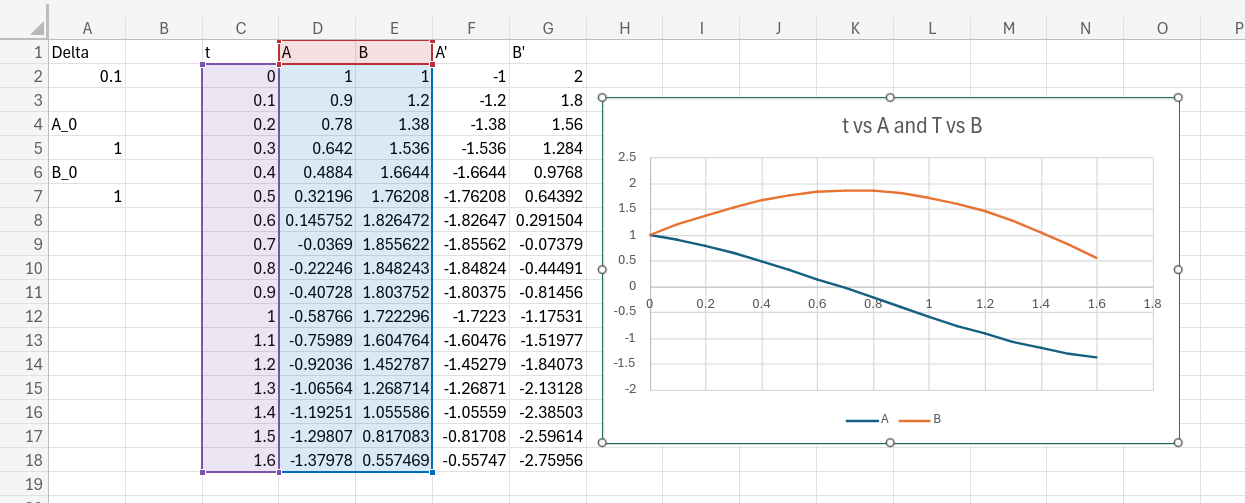 A B C D E F G H I J K L M N O P
1 Delta t A B A' B'
2 0.1 0 1 1 -1 2
3 0.1 0.9 1.2 -1.2 1.8
4 A_0 0.2 0.78 1.38 -1.38 1.56
5 1 0.3 0.642 1.536 -1.536 1.284
6 B_0 0.4 0.4884 1.6644 -1.6644 0.9768
7 1 0.5 0.32196 1.76208 -1.76208 0.64392
8 0.6 0.145752 1.826472 -1.82647 0.291504
9 0.7 -0.0369 1.855622 -1.85562 -0.07379
10 0.8 -0.22246 1.848243 -1.84824 -0.44491
11 0.9 -0.40728 1.803752 -1.80375 -0.81456
12 1 -0.58766 1.722296 -1.7223 -1.17531
13 1.1 -0.75989 1.604764 -1.60476 -1.51977
14 1.2 -0.92036 1.452787 -1.45279 -1.84073
15 1.3 -1.06564 1.268714 -1.26871 -2.13128
16 1.4 -1.19251 1.055586 -1.05559 -2.38503
17 1.5 -1.29807 0.817083 -0.81708 -2.59614
18 1.6 -1.37978 0.557469 -0.55747 -2.75956
19
t vs A and T vs B
2.5
2
1.5
1
0.5
0
-0.5
-1
-1.5
-2
0 0.2 0.4 0.6 0.8 1 1.2 1.4 1.6 1.8
A B